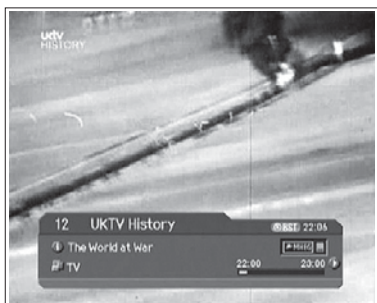 uktv
HISTORY
12 UKTV History 22:06
The World at War
TV 22:00 23:00